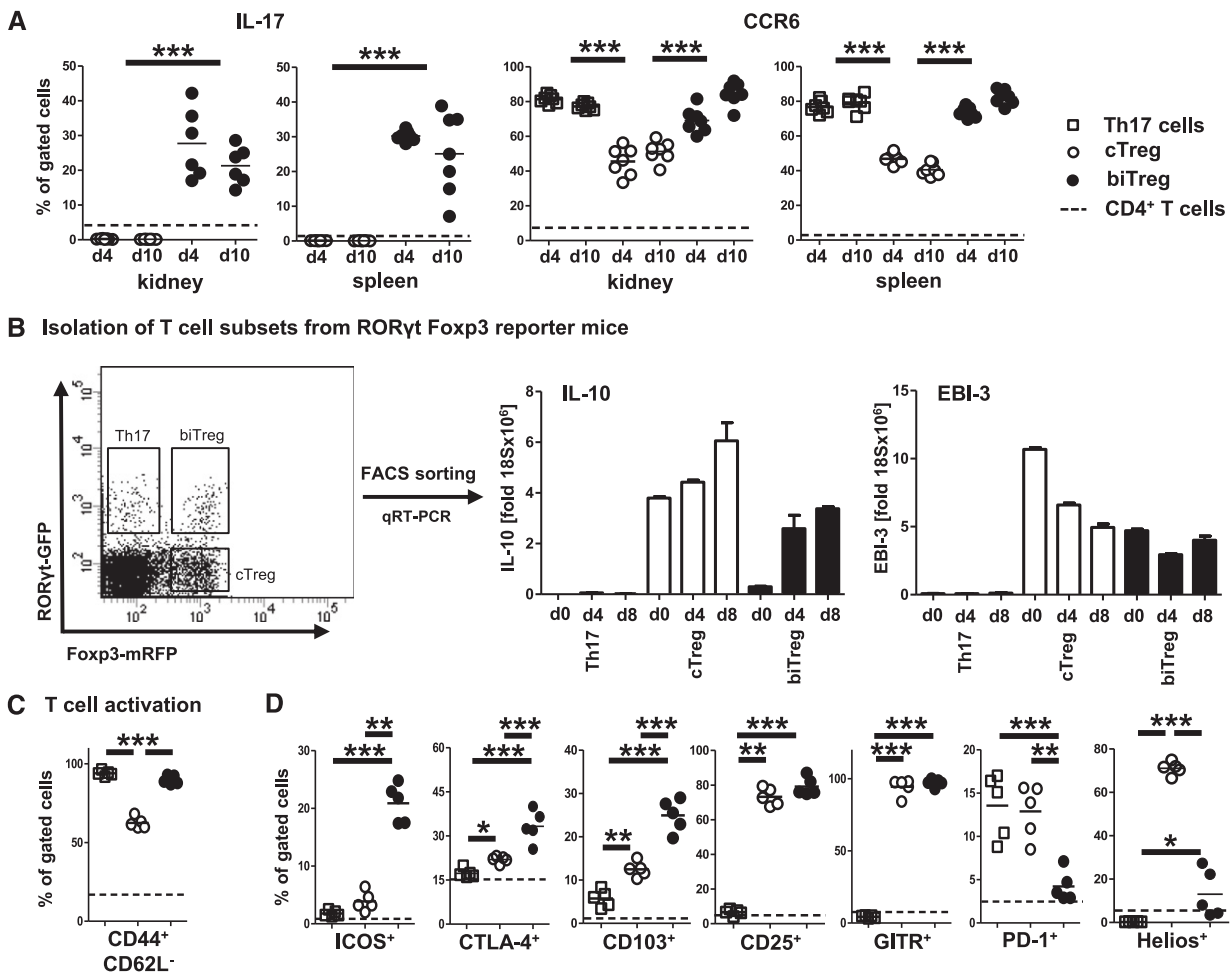 A
IL-17
CCR6
*** *** *** *** *** ***
% of gated cells
50 40 30 20 10 0
d4 d10 d4 d10
kidney
50 40 30 20 10 0
d4 d10 d4 d10
spleen
100 80 60 40 20 0
d4 d10 d4 d10 d4 d10
kidney
100 80 60 40 20 0
d4 d10 d4 d10 d4 d10
spleen
Th17 cells
cTreg
biTreg
CD4⁺ T cells
B Isolation of T cell subsets from RORγt Foxp3 reporter mice
RORγt-GFP
10⁵
10⁴
10³
10²
Th17
biTreg
cTreg
10² 10³ 10⁴ 10⁵
Foxp3-mRFP
FACS sorting
qRT-PCR
IL-10
IL-10 [fold 18Sx10⁶]
8 6 4 2 0
d0 d4 d8 d0 d4 d8 d0 d4 d8
Th17 cTreg biTreg
EBI-3
EBI-3 [fold 18Sx10⁶]
15 10 5 0
d0 d4 d8 d0 d4 d8 d0 d4 d8
Th17 cTreg biTreg
C T cell activation
***
% of gated cells
100 50 0
CD44⁺
CD62L⁻
D
% of gated cells
** ***
30 20 10 0
ICOS⁺
*** *** *
60 45 30 15 0
CTLA-4⁺
*** *** **
40 30 20 10 0
CD103⁺
*** **
100 80 60 40 20 0
CD25⁺
*** ***
100 50 0
GITR⁺
*** **
20 15 10 5 0
PD-1⁺
*** *
80 60 40 20 0
Helios⁺